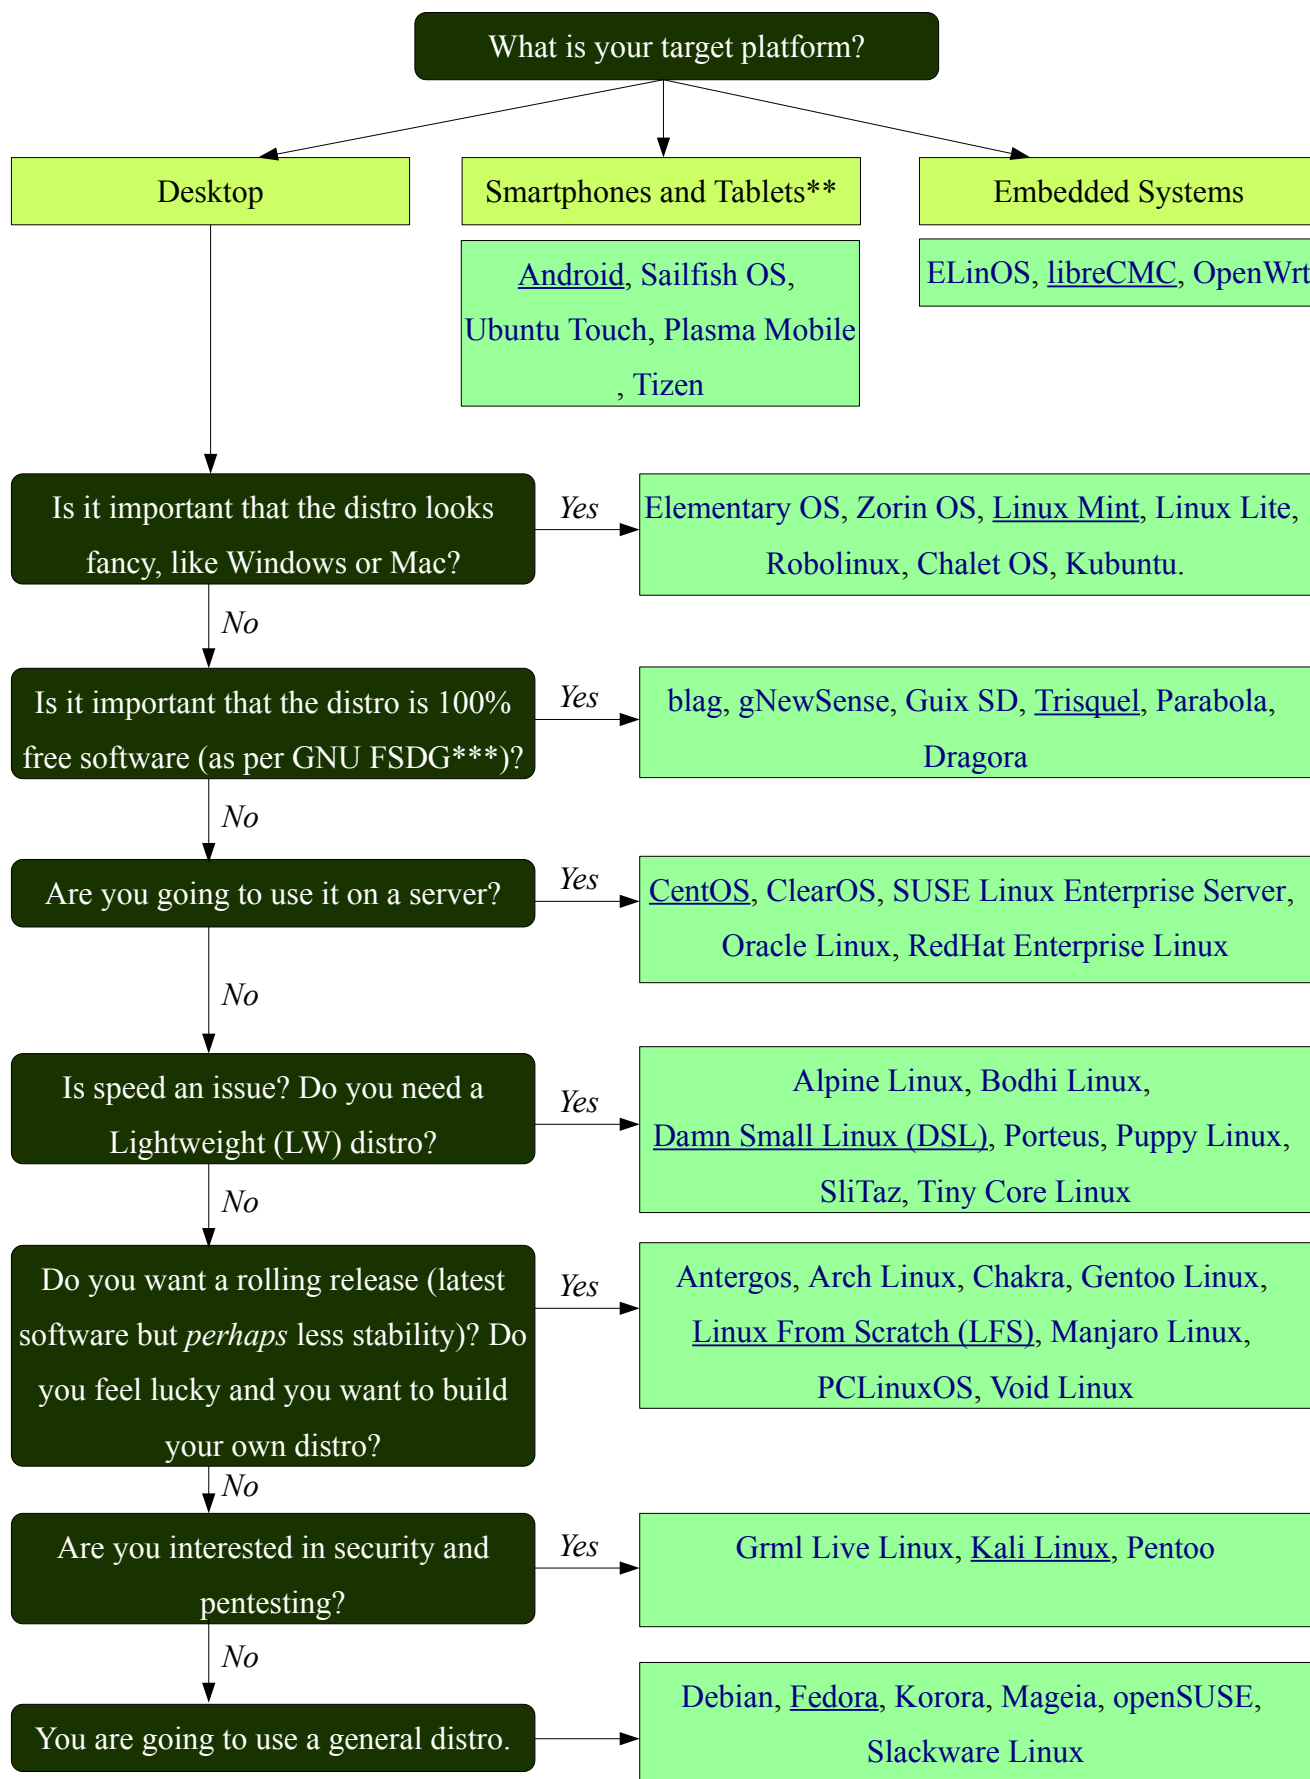 What is your target platform?
Desktop
Smartphones and Tablets**
Embedded Systems
Android, Sailfish OS,
Ubuntu Touch, Plasma Mobile
, Tizen
ELinOS, libreCMC, OpenWrt
Is it important that the distro looks
fancy, like Windows or Mac?
Yes
Elementary OS, Zorin OS, Linux Mint, Linux Lite,
Robolinux, Chalet OS, Kubuntu.
No
Is it important that the distro is 100%
free software (as per GNU FSDG***)?
Yes
blag, gNewSense, Guix SD, Trisquel, Parabola,
Dragora
No
Are you going to use it on a server?
Yes
CentOS, ClearOS, SUSE Linux Enterprise Server,
Oracle Linux, RedHat Enterprise Linux
No
Is speed an issue? Do you need a
Lightweight (LW) distro?
Yes
Alpine Linux, Bodhi Linux,
Damn Small Linux (DSL), Porteus, Puppy Linux,
SliTaz, Tiny Core Linux
No
Do you want a rolling release (latest
software but perhaps less stability)? Do
you feel lucky and you want to build
your own distro?
Yes
Antergos, Arch Linux, Chakra, Gentoo Linux,
Linux From Scratch (LFS), Manjaro Linux,
PCLinuxOS, Void Linux
No
Are you interested in security and
pentesting?
Yes
Grml Live Linux, Kali Linux, Pentoo
No
You are going to use a general distro.
Debian, Fedora, Korora, Mageia, openSUSE,
Slackware Linux